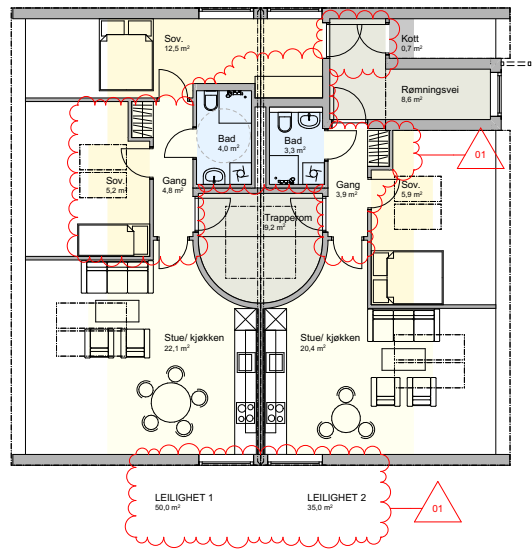 Sov.
12,5 m²
Kott
0,7 m²
Rømningsvei
8,6 m²
Bad
4,0 m²
Bad
3,3 m²
01
Sov.
5,2 m²
Gang
4,8 m²
Gang
3,9 m²
Sov.
5,9 m²
Trapperom
9,2 m²
Stue/ kjøkken
22,1 m²
Stue/ kjøkken
20,4 m²
LEILIGHET 1
50,0 m²
LEILIGHET 2
35,0 m²
01